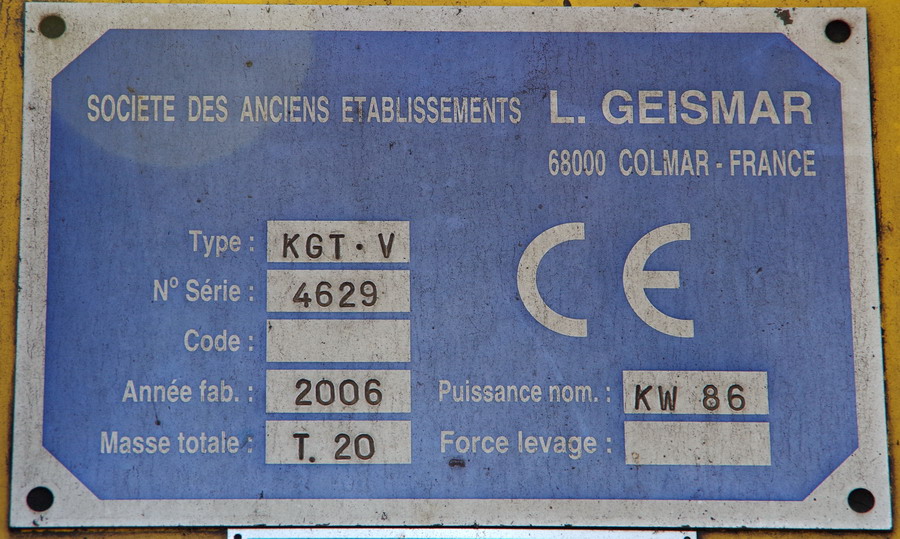 SOCIETE DES ANCIENS ETABLISSEMENTS L. GEISMAR
68000 COLMAR - FRANCE
Type : KGT·V
CE
N° Série : 4629
Code :
Année fab. : 2006 Puissance nom. : KW 86
Masse totale : T. 20 Force levage :